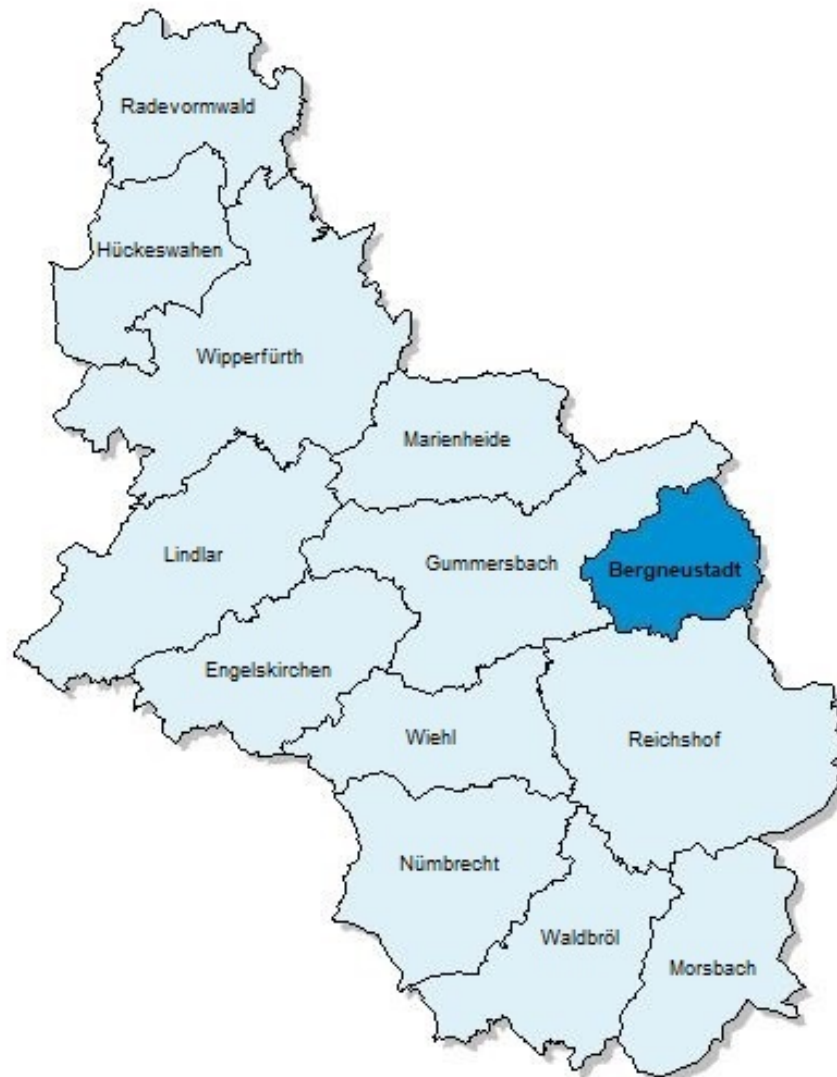 Radevormwald
Hückeswahen
Wipperfürth
Marienheide
Lindlar
Gummersbach
Bergneustadt
Engelskirchen
Wiehl
Reichshof
Nümbrecht
Waldbröl
Morsbach